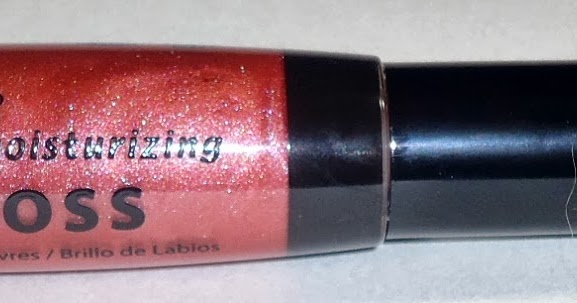 oisturizing
OSS
vres / Brillo de Labios